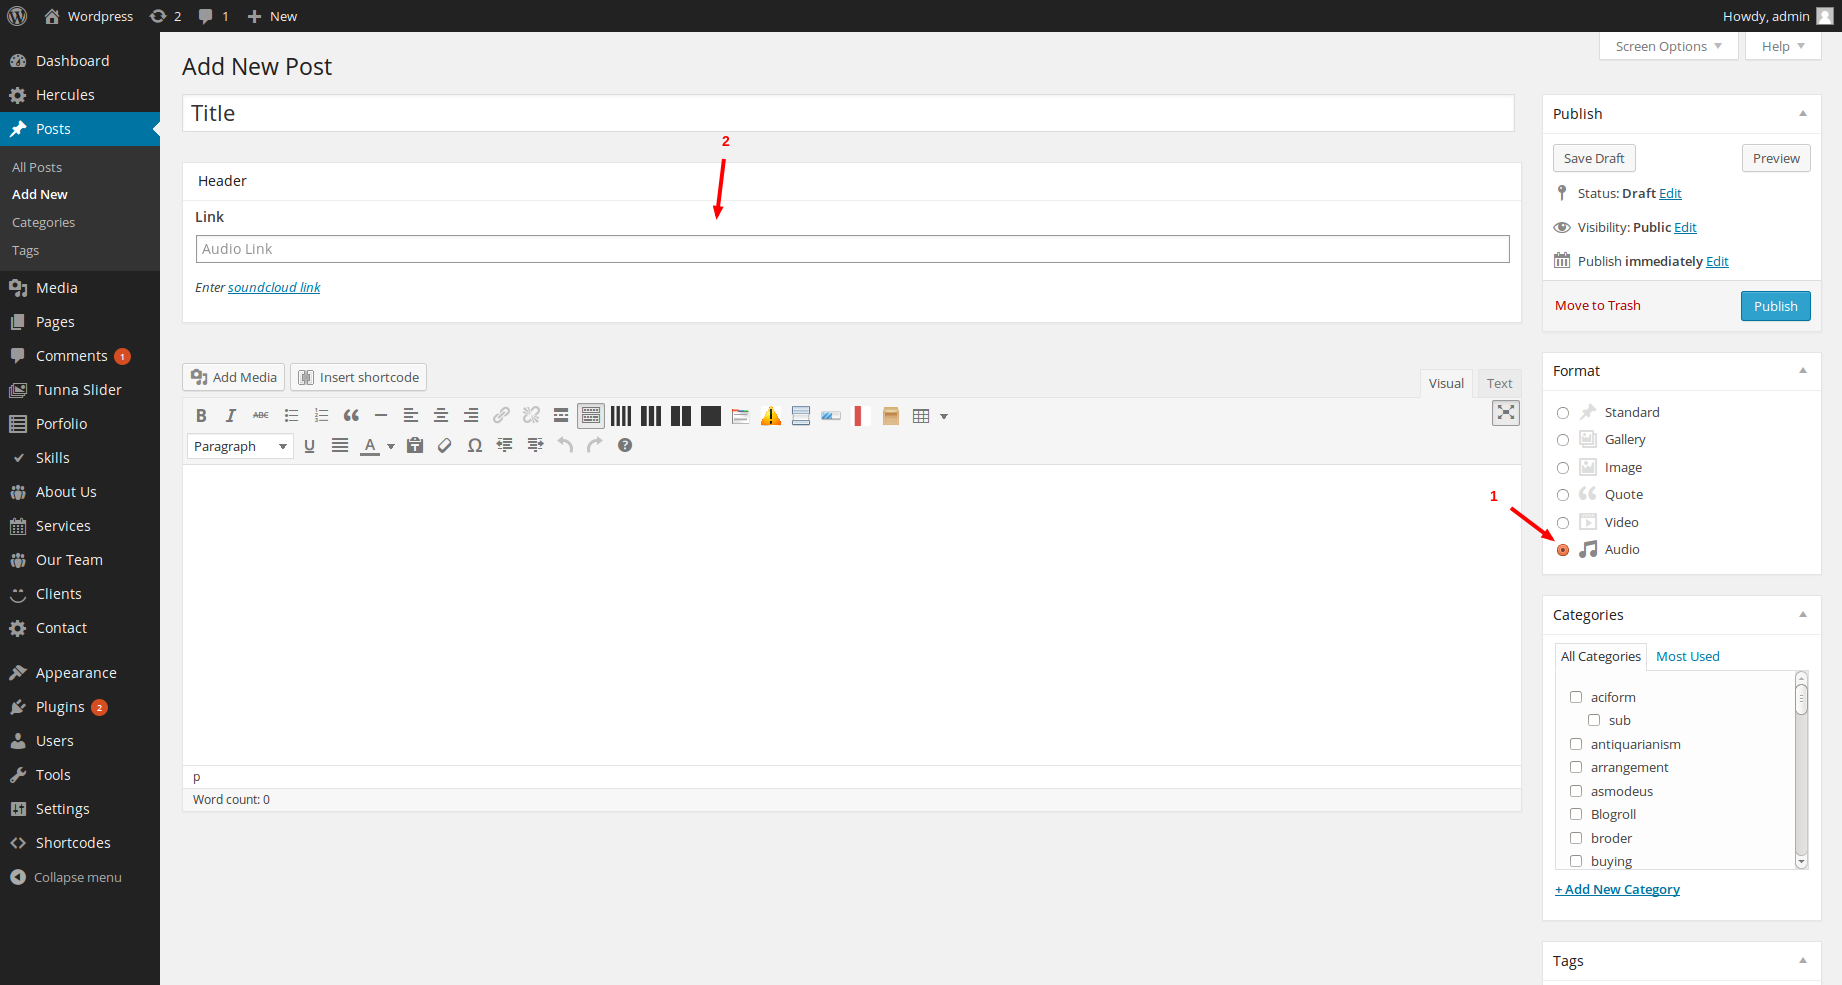 Wordpress 2 1 New Howdy, admin
Screen Options Help
Dashboard
Hercules
Posts
All Posts
Add New
Categories
Tags
Media
Pages
Comments 1
Tunna Slider
Porfolio
Skills
About Us
Services
Our Team
Clients
Contact
Appearance
Plugins 2
Users
Tools
Settings
Shortcodes
Collapse menu
Add New Post
Title
2
Header
Link
Audio Link
Enter soundcloud link
Add Media Insert shortcode
Visual Text
B I ABC
Paragraph U A Ω ?
p
Word count: 0
Publish
Save Draft Preview
Status: Draft Edit
Visibility: Public Edit
Publish immediately Edit
Move to Trash Publish
Format
Standard
Gallery
Image
Quote
Video
1
Audio
Categories
All Categories Most Used
aciform
sub
antiquarianism
arrangement
asmodeus
Blogroll
broder
buying
+ Add New Category
Tags